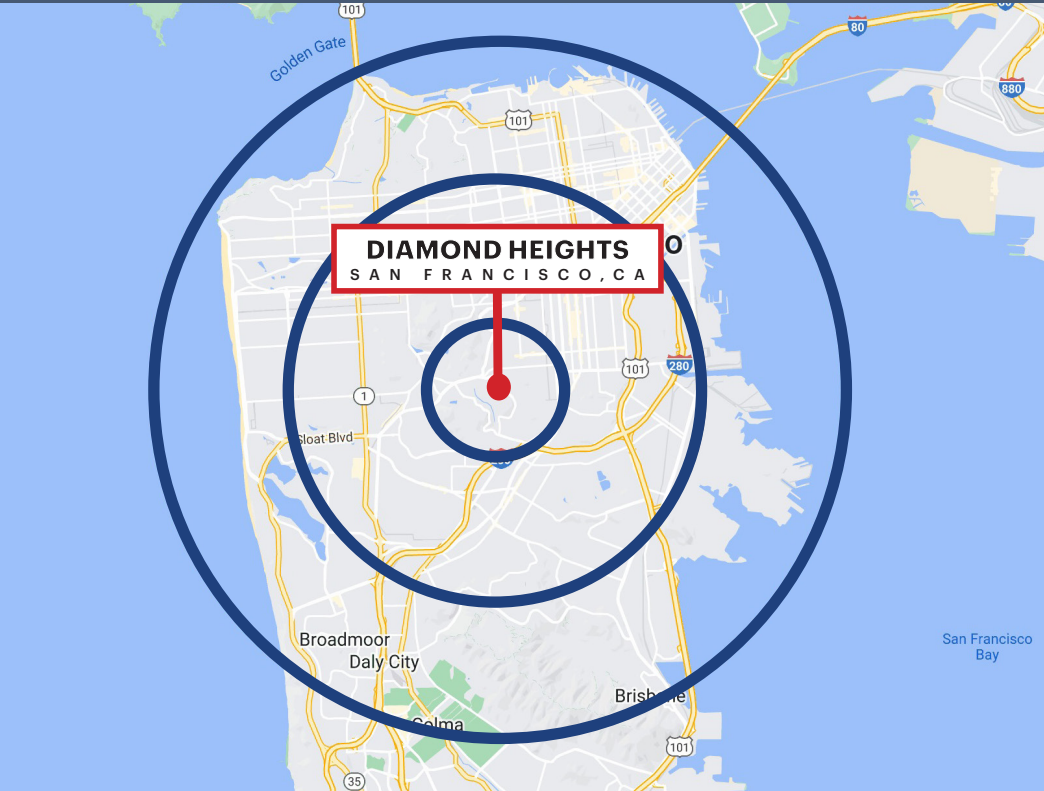 101
Golden Gate
80
880
101
DIAMOND HEIGHTS
SAN FRANCISCO, CA
O
101
280
1
Sloat Blvd
Broadmoor
Daly City
San Francisco
Bay
Brisbane
Colma
101
35